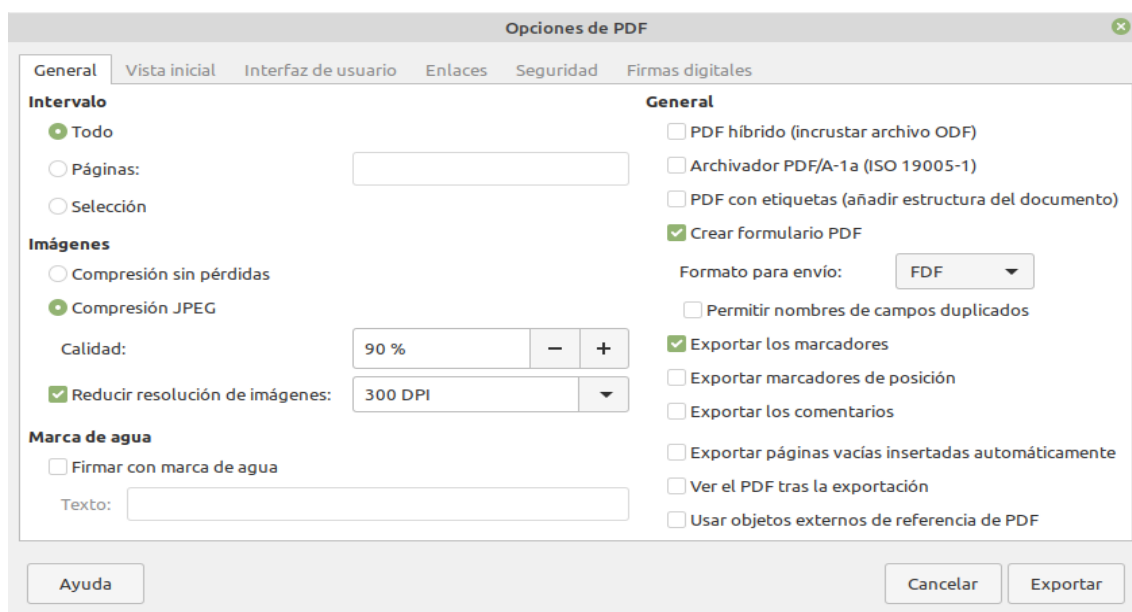 Opciones de PDF
General Vista inicial Interfaz de usuario Enlaces Seguridad Firmas digitales
Intervalo
Todo
Páginas:
Selección
Imágenes
Compresión sin pérdidas
Compresión JPEG
Calidad: 90 %
Reducir resolución de imágenes: 300 DPI
Marca de agua
Firmar con marca de agua
Texto:
General
PDF híbrido (incrustar archivo ODF)
Archivador PDF/A-1a (ISO 19005-1)
PDF con etiquetas (añadir estructura del documento)
Crear formulario PDF
Formato para envío: FDF
Permitir nombres de campos duplicados
Exportar los marcadores
Exportar marcadores de posición
Exportar los comentarios
Exportar páginas vacías insertadas automáticamente
Ver el PDF tras la exportación
Usar objetos externos de referencia de PDF
Ayuda Cancelar Exportar